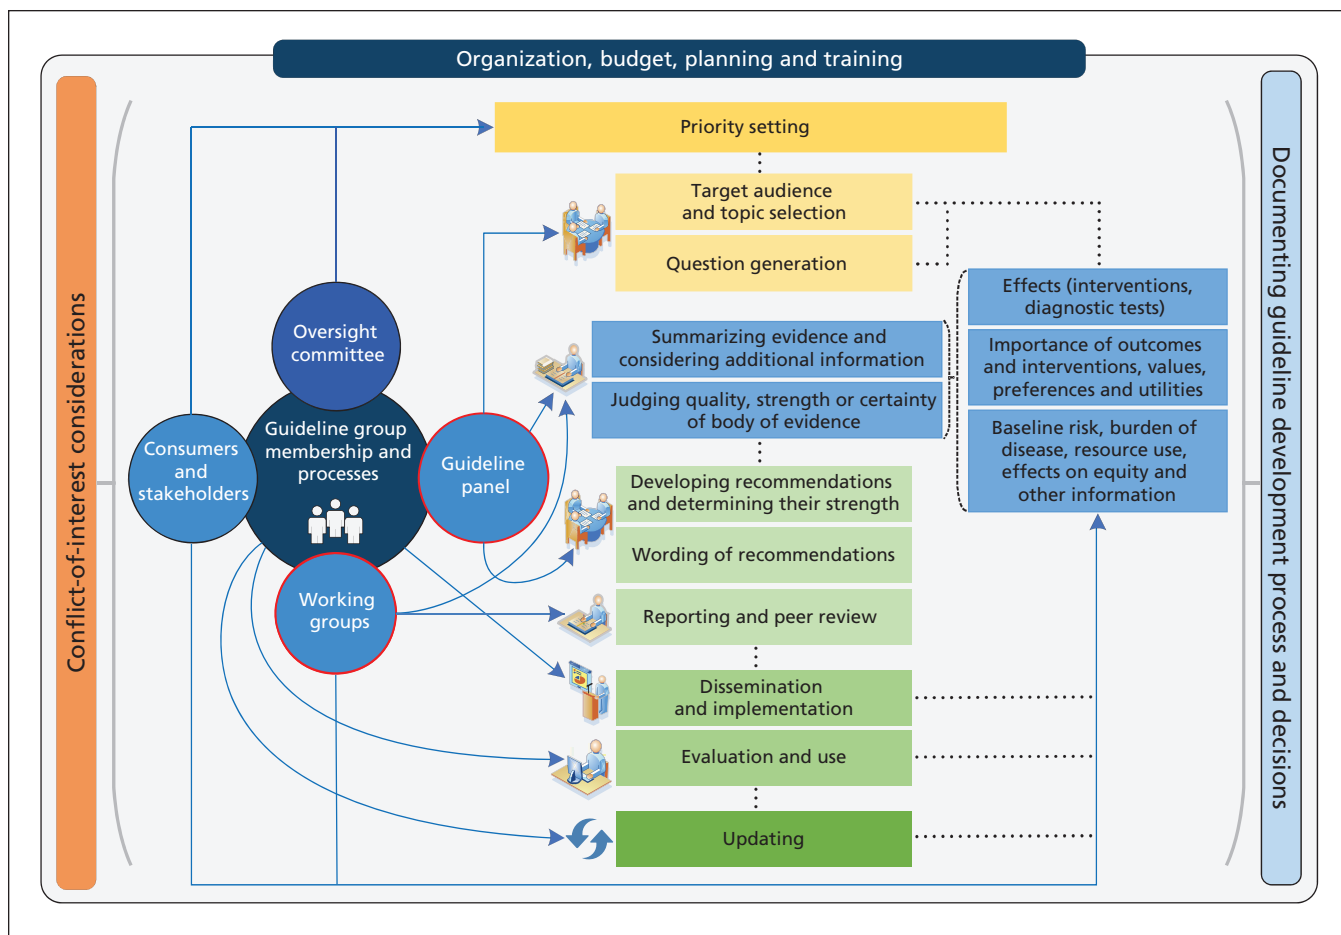 Organization, budget, planning and training
Conflict-of-interest considerations
Priority setting
Target audience
and topic selection
Question generation
Oversight
committee
Consumers
and
stakeholders
Guideline group
membership and
processes
Guideline
panel
Working
groups
Summarizing evidence and
considering additional information
Judging quality, strength or certainty
of body of evidence
Effects (interventions,
diagnostic tests)
Importance of outcomes
and interventions, values,
preferences and utilities
Baseline risk, burden of
disease, resource use,
effects on equity and
other information
Developing recommendations
and determining their strength
Wording of recommendations
Reporting and peer review
Dissemination
and implementation
Evaluation and use
Updating
Documenting guideline development process and decisions